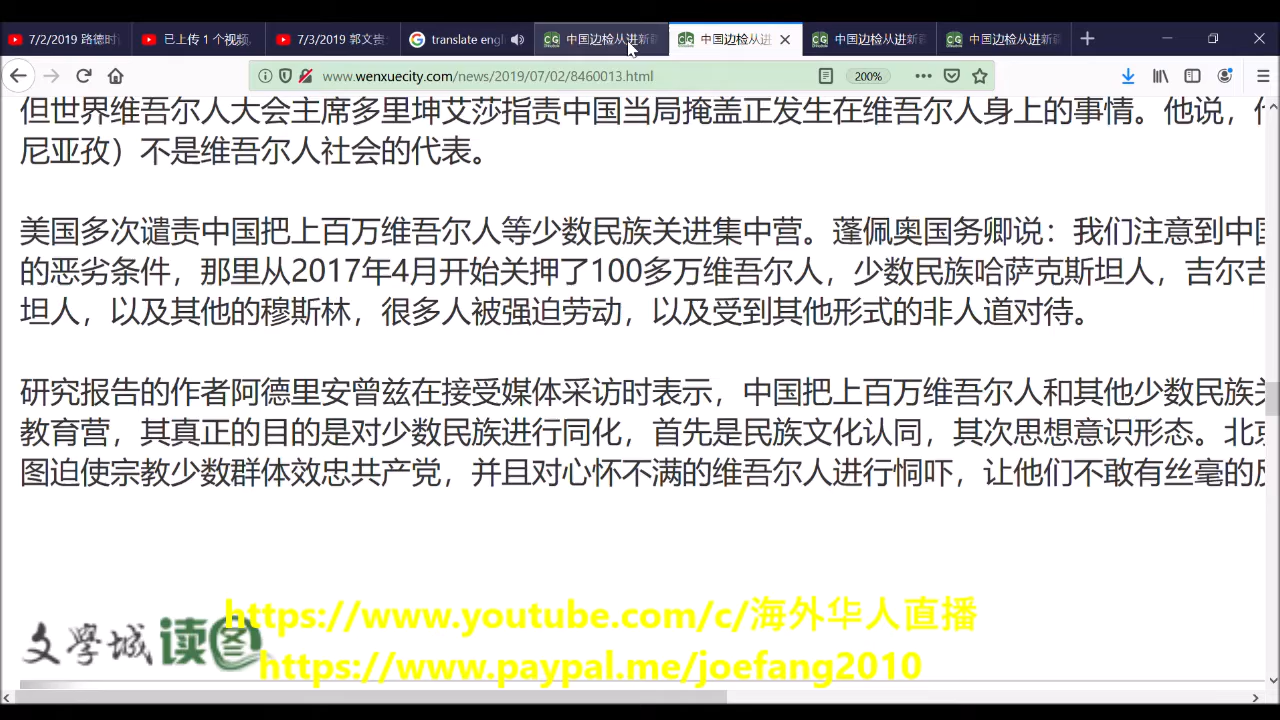 7/2/2019 路德时
已上传 1 个视频
7/3/2019 郭文贵
translate engl
中国边检从进新疆
中国边检从进
中国边检从进新疆
中国边检从进新疆
www.wenxuecity.com/news/2019/07/02/8460013.html
200%
但世界维吾尔人大会主席多里坤艾莎指责中国当局掩盖正发生在维吾尔人身上的事情。他说，
尼亚孜）不是维吾尔人社会的代表。
美国多次谴责中国把上百万维吾尔人等少数民族关进集中营。蓬佩奥国务卿说：我们注意到中国
的恶劣条件，那里从2017年4月开始关押了100多万维吾尔人，少数民族哈萨克斯坦人，吉尔吉
坦人，以及其他的穆斯林，很多人被强迫劳动，以及受到其他形式的非人道对待。
研究报告的作者阿德里安曾兹在接受媒体采访时表示，中国把上百万维吾尔人和其他少数民族关
教育营，其真正的目的是对少数民族进行同化，首先是民族文化认同，其次思想意识形态。北京
图迫使宗教少数群体效忠共产党，并且对心怀不满的维吾尔人进行恫吓，让他们不敢有丝毫的反
https://www.youtube.com/c/海外华人直播
文學城读图
https://www.paypal.me/joefang2010